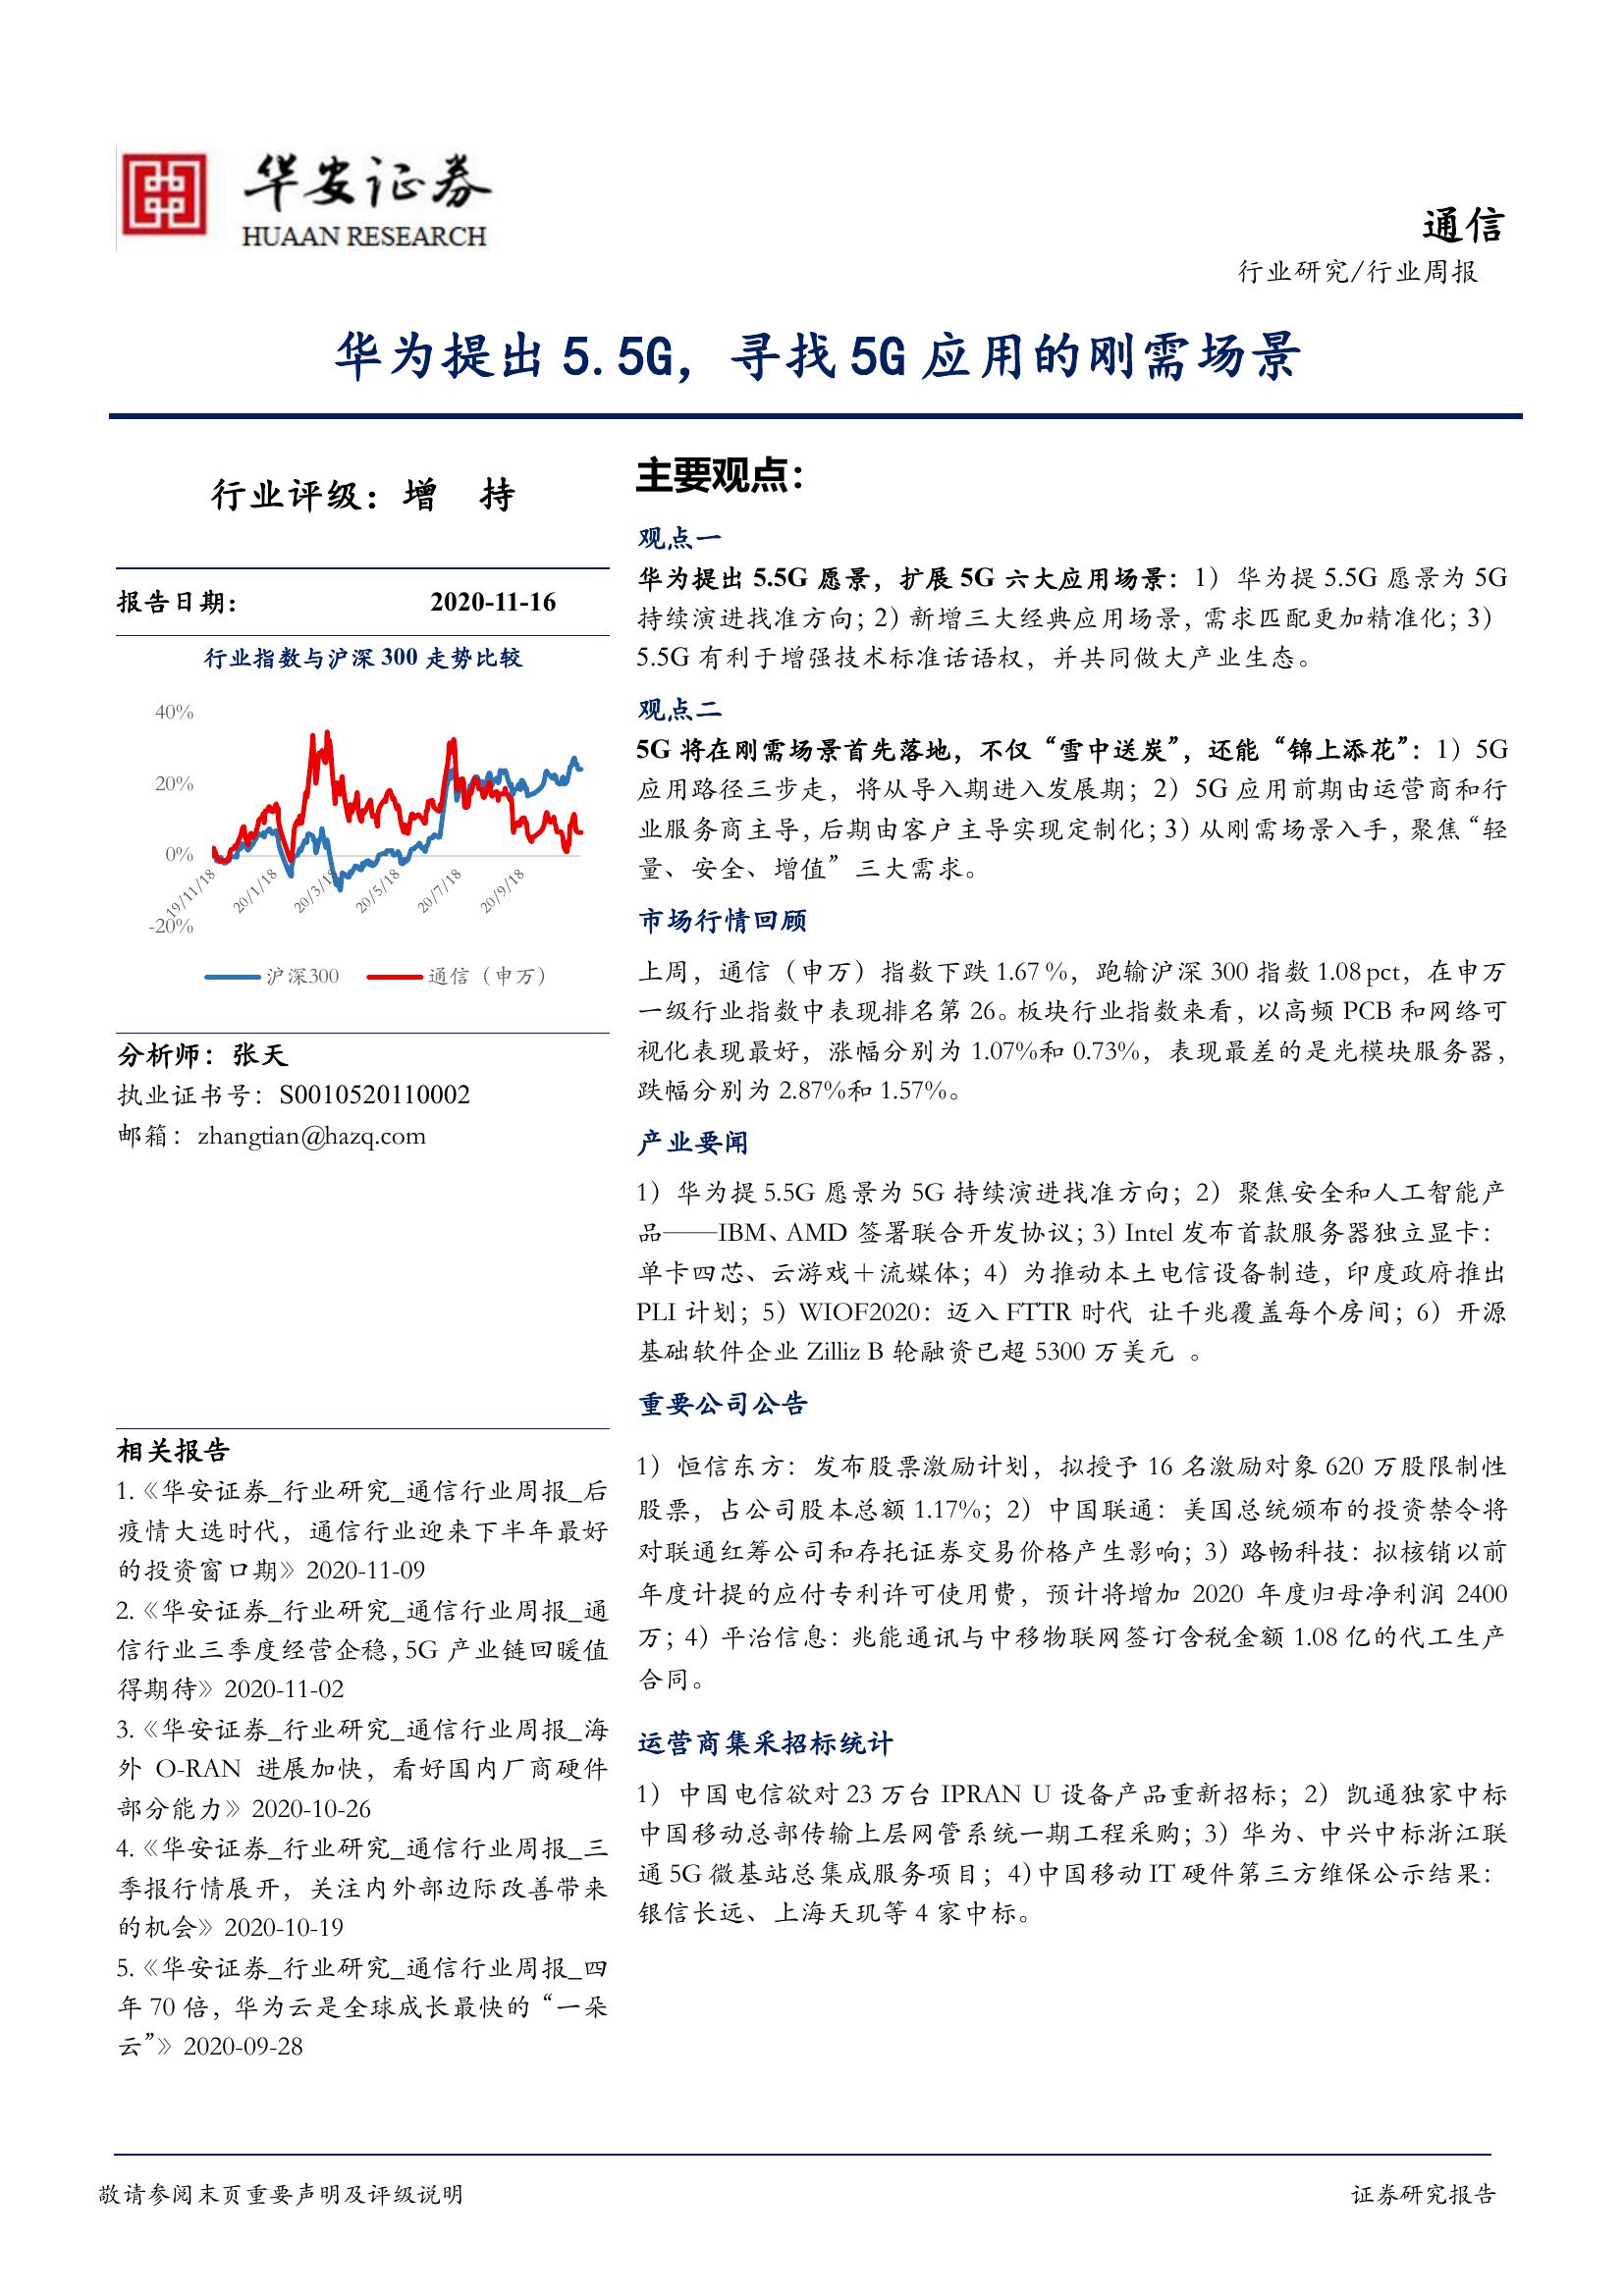 华安证券
HUAAN RESEARCH
通信
行业研究/行业周报
华为提出 5.5G，寻找 5G 应用的刚需场景
行业评级：增 持
报告日期： 2020-11-16
行业指数与沪深 300 走势比较
40%
20%
0%
-20%
19/11/18
20/1/18
20/3/18
20/5/18
20/7/18
20/9/18
沪深300
通信（申万）
分析师：张天
执业证书号：S0010520110002
邮箱：zhangtian@hazq.com
相关报告
1.《华安证券_行业研究_通信行业周报_后
疫情大选时代，通信行业迎来下半年最好
的投资窗口期》2020-11-09
2.《华安证券_行业研究_通信行业周报_通
信行业三季度经营企稳,5G 产业链回暖值
得期待》2020-11-02
3.《华安证券_行业研究_通信行业周报_海
外 O-RAN 进展加快，看好国内厂商硬件
部分能力》2020-10-26
4.《华安证券_行业研究_通信行业周报_三
季报行情展开，关注内外部边际改善带来
的机会》2020-10-19
5.《华安证券_行业研究_通信行业周报_四
年 70 倍，华为云是全球成长最快的“一朵
云”》2020-09-28
主要观点：
观点一
华为提出 5.5G 愿景，扩展 5G 六大应用场景：1）华为提 5.5G 愿景为 5G
持续演进找准方向；2）新增三大经典应用场景，需求匹配更加精准化；3）
5.5G 有利于增强技术标准话语权，并共同做大产业生态。
观点二
5G 将在刚需场景首先落地，不仅“雪中送炭”，还能“锦上添花”：1）5G
应用路径三步走，将从导入期进入发展期；2）5G 应用前期由运营商和行
业服务商主导，后期由客户主导实现定制化；3）从刚需场景入手，聚焦“轻
量、安全、增值”三大需求。
市场行情回顾
上周，通信（申万）指数下跌 1.67 %，跑输沪深 300 指数 1.08 pct，在申万
一级行业指数中表现排名第 26。板块行业指数来看，以高频 PCB 和网络可
视化表现最好，涨幅分别为 1.07%和 0.73%，表现最差的是光模块服务器，
跌幅分别为 2.87%和 1.57%。
产业要闻
1）华为提 5.5G 愿景为 5G 持续演进找准方向；2）聚焦安全和人工智能产
品——IBM、AMD 签署联合开发协议；3）Intel 发布首款服务器独立显卡：
单卡四芯、云游戏＋流媒体；4）为推动本土电信设备制造，印度政府推出
PLI 计划；5）WIOF2020：迈入 FTTR 时代 让千兆覆盖每个房间；6）开源
基础软件企业 Zilliz B 轮融资已超 5300 万美元 。
重要公司公告
1）恒信东方：发布股票激励计划，拟授予 16 名激励对象 620 万股限制性
股票，占公司股本总额 1.17%；2）中国联通：美国总统颁布的投资禁令将
对联通红筹公司和存托证券交易价格产生影响；3）路畅科技：拟核销以前
年度计提的应付专利许可使用费，预计将增加 2020 年度归母净利润 2400
万；4）平治信息：兆能通讯与中移物联网签订含税金额 1.08 亿的代工生产
合同。
运营商集采招标统计
1）中国电信欲对 23 万台 IPRAN U 设备产品重新招标；2）凯通独家中标
中国移动总部传输上层网管系统一期工程采购；3）华为、中兴中标浙江联
通 5G 微基站总集成服务项目；4)中国移动 IT 硬件第三方维保公示结果：
银信长远、上海天玑等 4 家中标。
敬请参阅末页重要声明及评级说明
证券研究报告